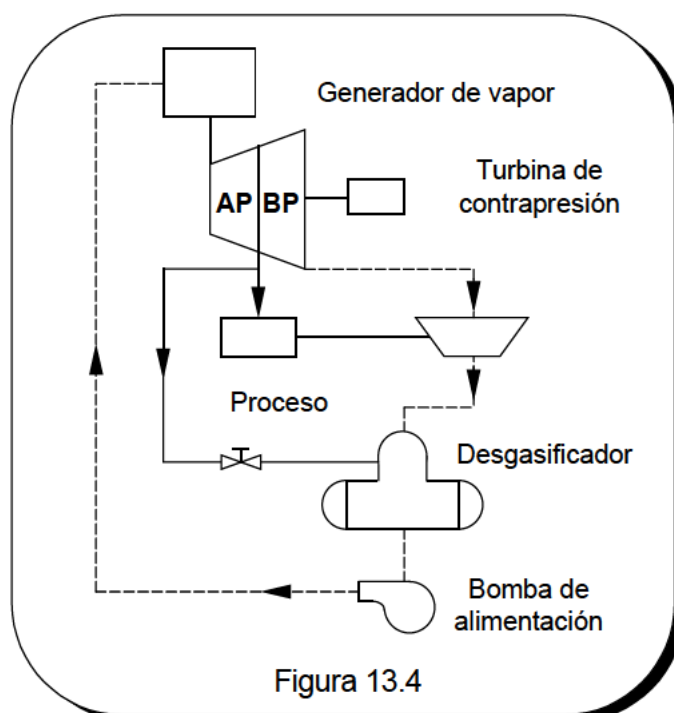 Generador de vapor
AP BP
Turbina de
contrapresión
Proceso
Desgasificador
Bomba de
alimentación
Figura 13.4